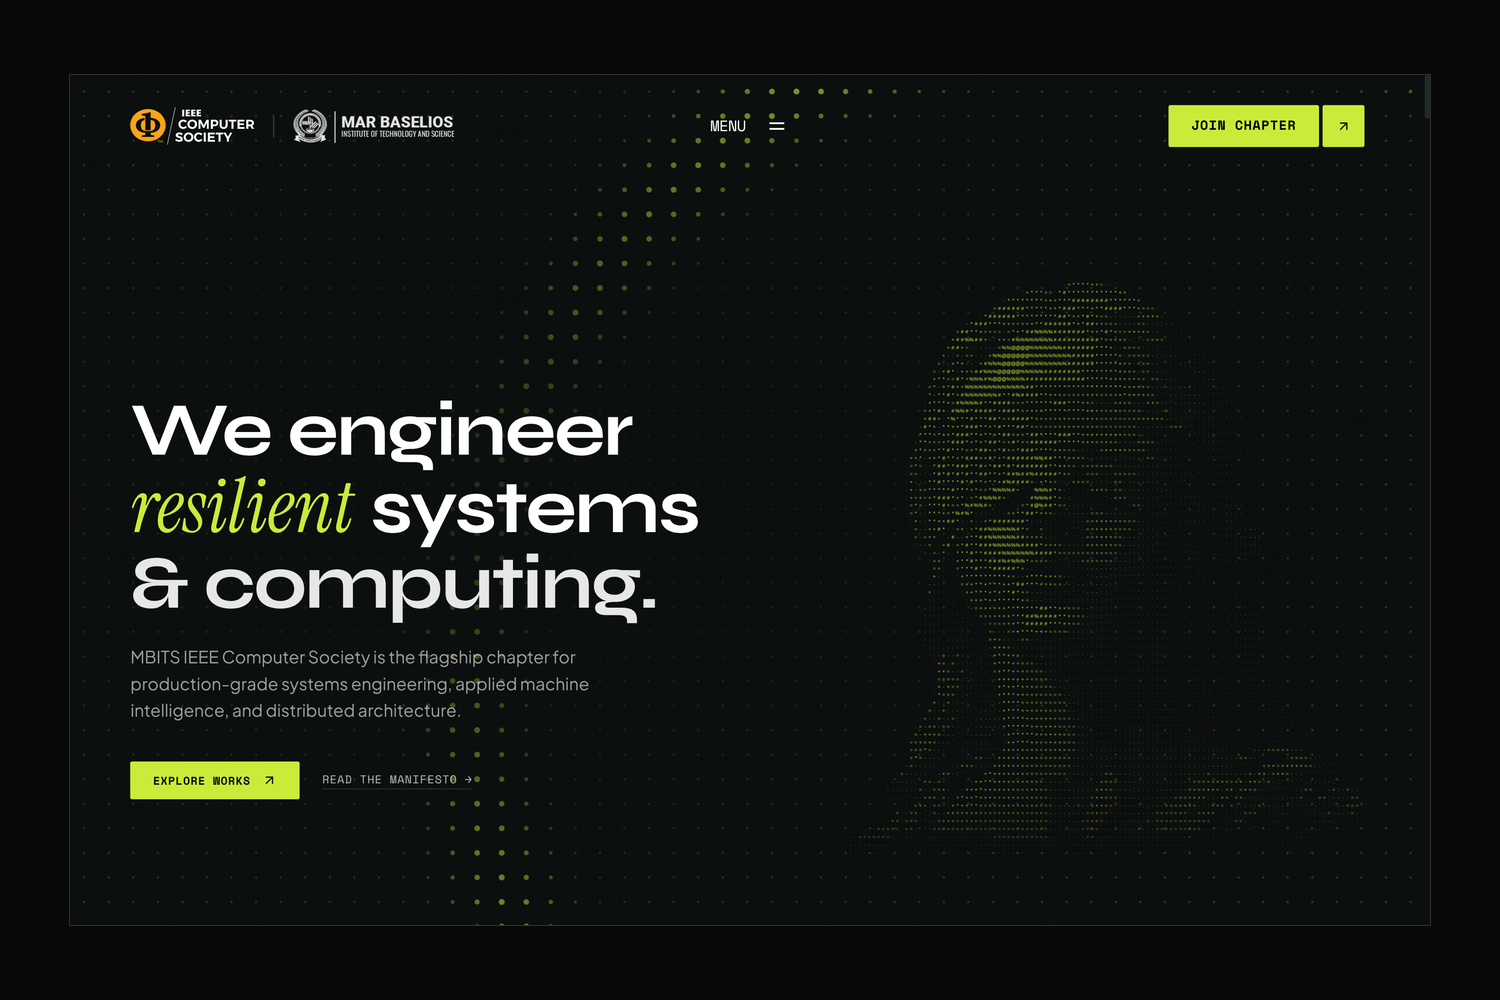 IEEE
COMPUTER
SOCIETY
MAR BASELIOS
INSTITUTE OF TECHNOLOGY AND SCIENCE
MENU
JOIN CHAPTER
We engineer
resilient systems
& computing.
MBITS IEEE Computer Society is the flagship chapter for
production-grade systems engineering, applied machine
intelligence, and distributed architecture.
EXPLORE WORKS
READ THE MANIFESTO →